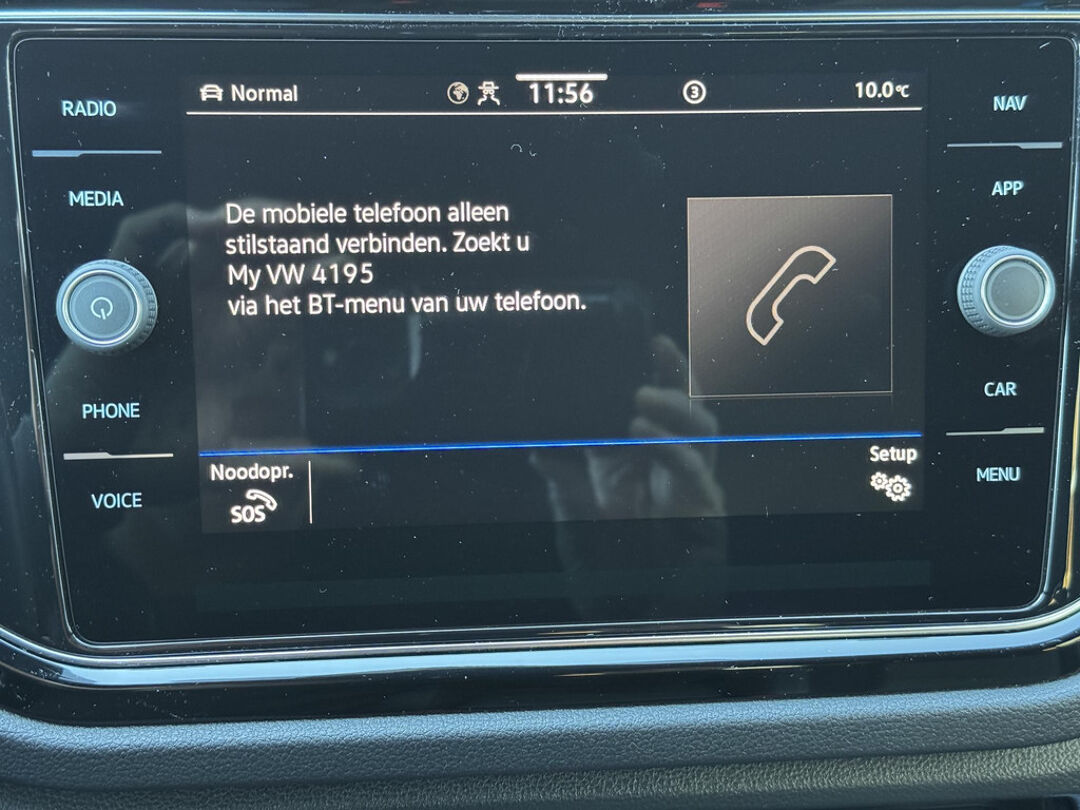 RADIO
MEDIA
PHONE
VOICE
Normal
11:56
3
10.0°C
De mobiele telefoon alleen
stilstaand verbinden. Zoekt u
My VW 4195
via het BT-menu van uw telefoon.
Noodopr.
SOS
Setup
NAV
APP
CAR
MENU